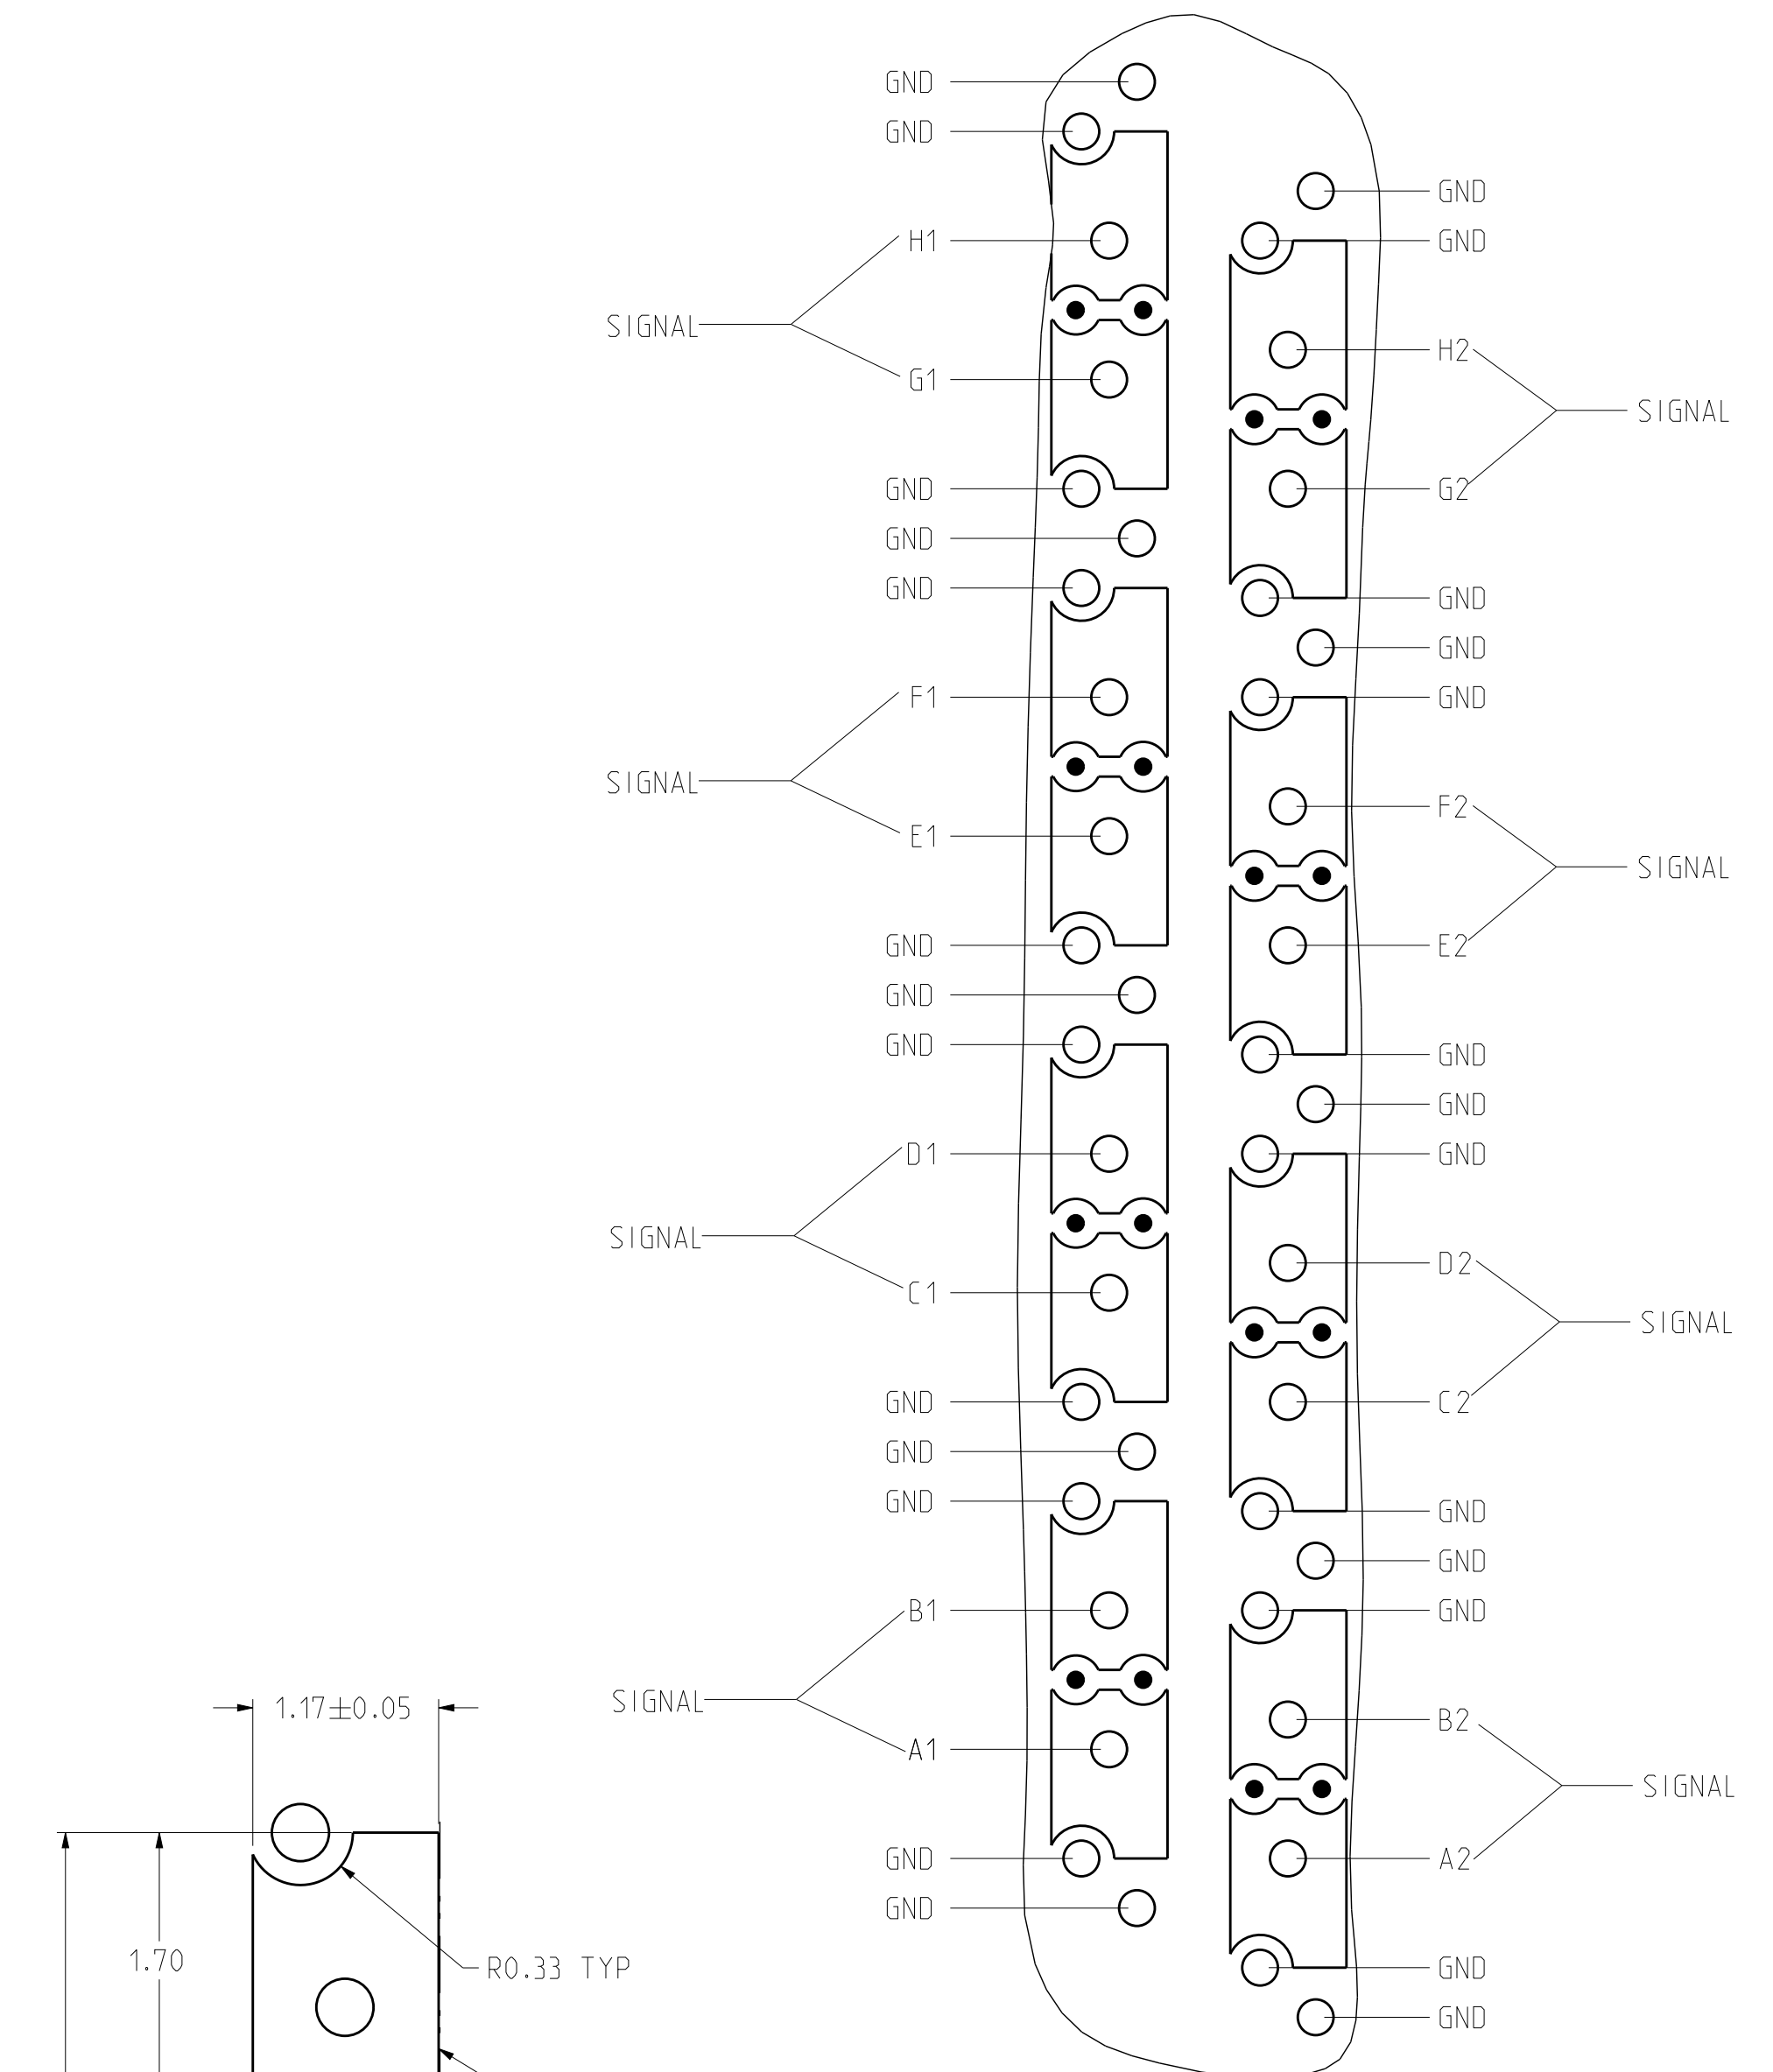 GND
GND
GND
H1
GND
SIGNAL
H2
G1
SIGNAL
GND
G2
GND
GND
GND
GND
F1
GND
SIGNAL
F2
E1
SIGNAL
GND
E2
GND
GND
GND
GND
D1
GND
SIGNAL
D2
C1
SIGNAL
GND
C2
GND
GND
GND
GND
B1
GND
SIGNAL
1.17±0.05
B2
A1
SIGNAL
GND
A2
GND
1.70
R0.33 TYP
GND
GND